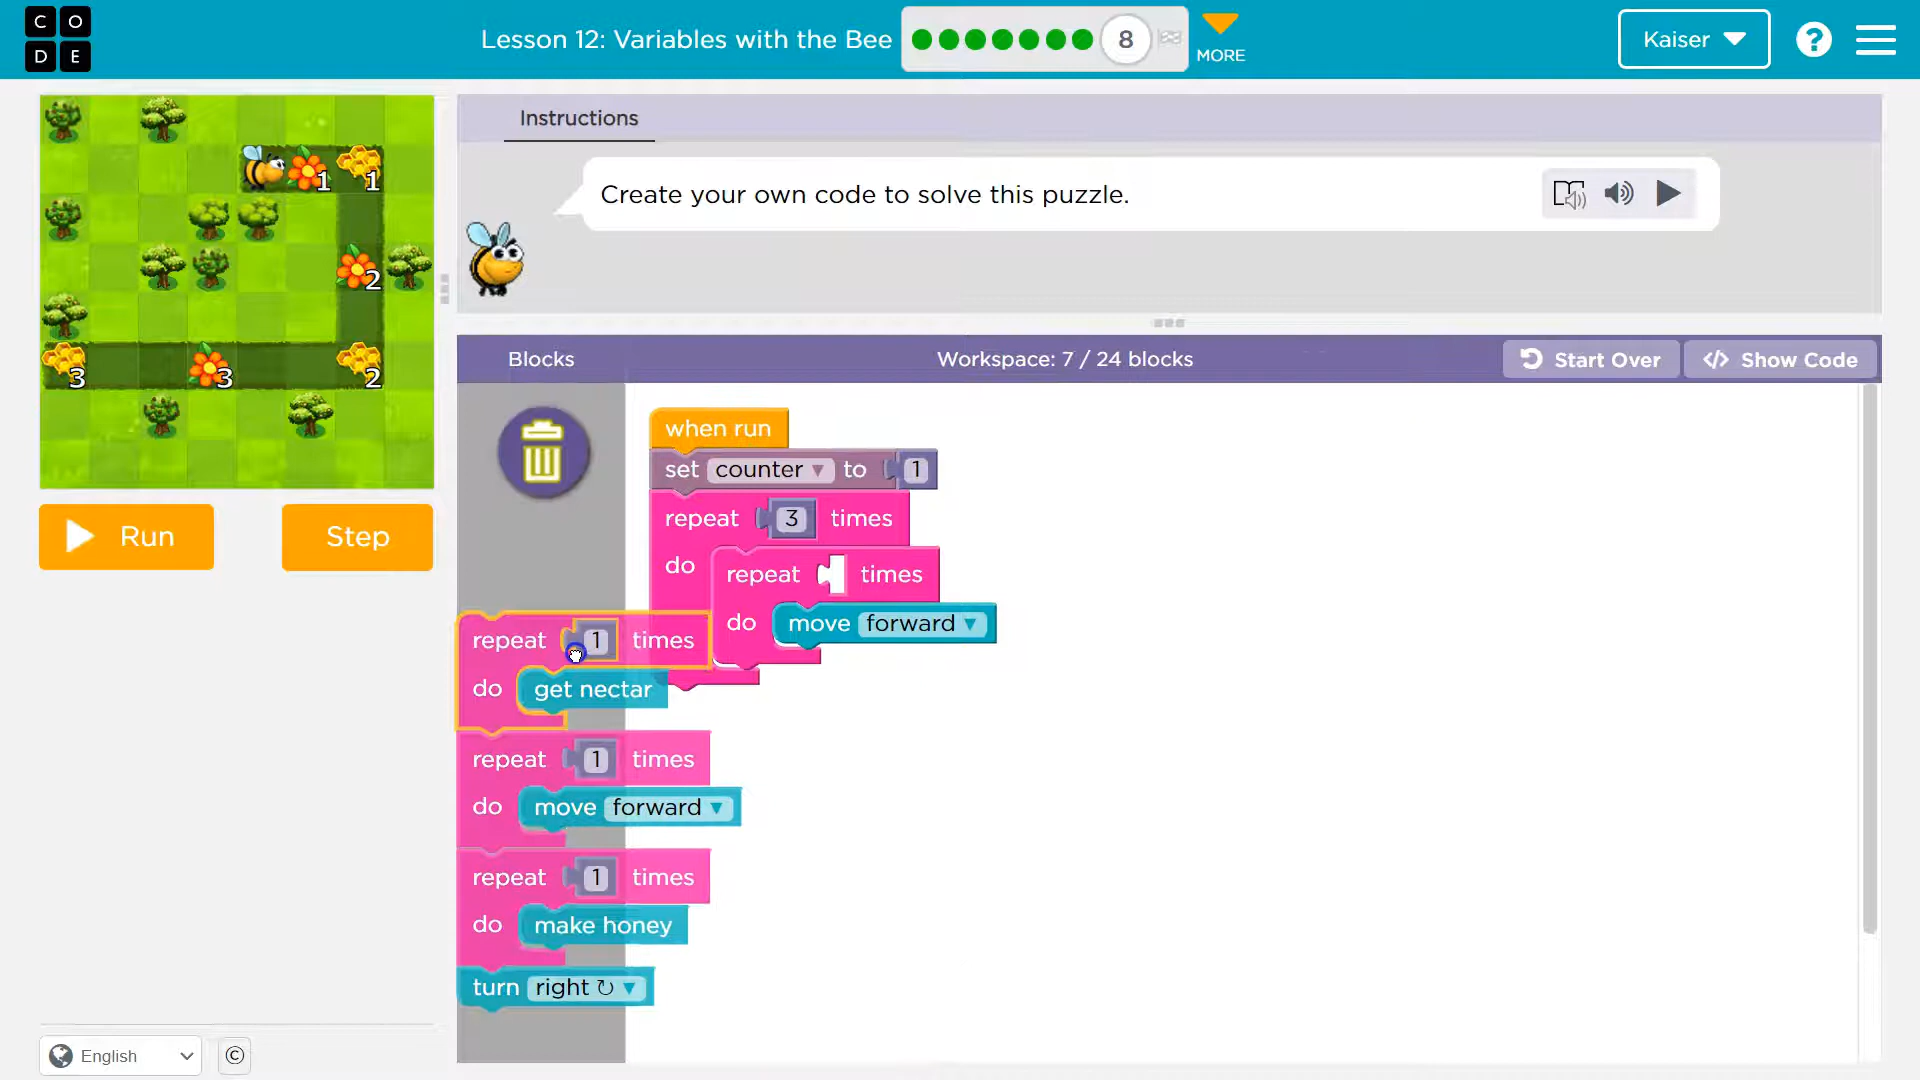 C O
D E
Lesson 12: Variables with the Bee
8
MORE
Kaiser
?
Instructions
Create your own code to solve this puzzle.
1
1
2
3
3
2
Run
Step
Blocks
Workspace: 7 / 24 blocks
Start Over
</> Show Code
when run
set counter ▼ to 1
repeat 3 times
do
repeat times
do
move forward ▼
repeat 1 times
do
get nectar
repeat 1 times
do
move forward ▼
repeat 1 times
do
make honey
turn right ↻ ▼
English
©